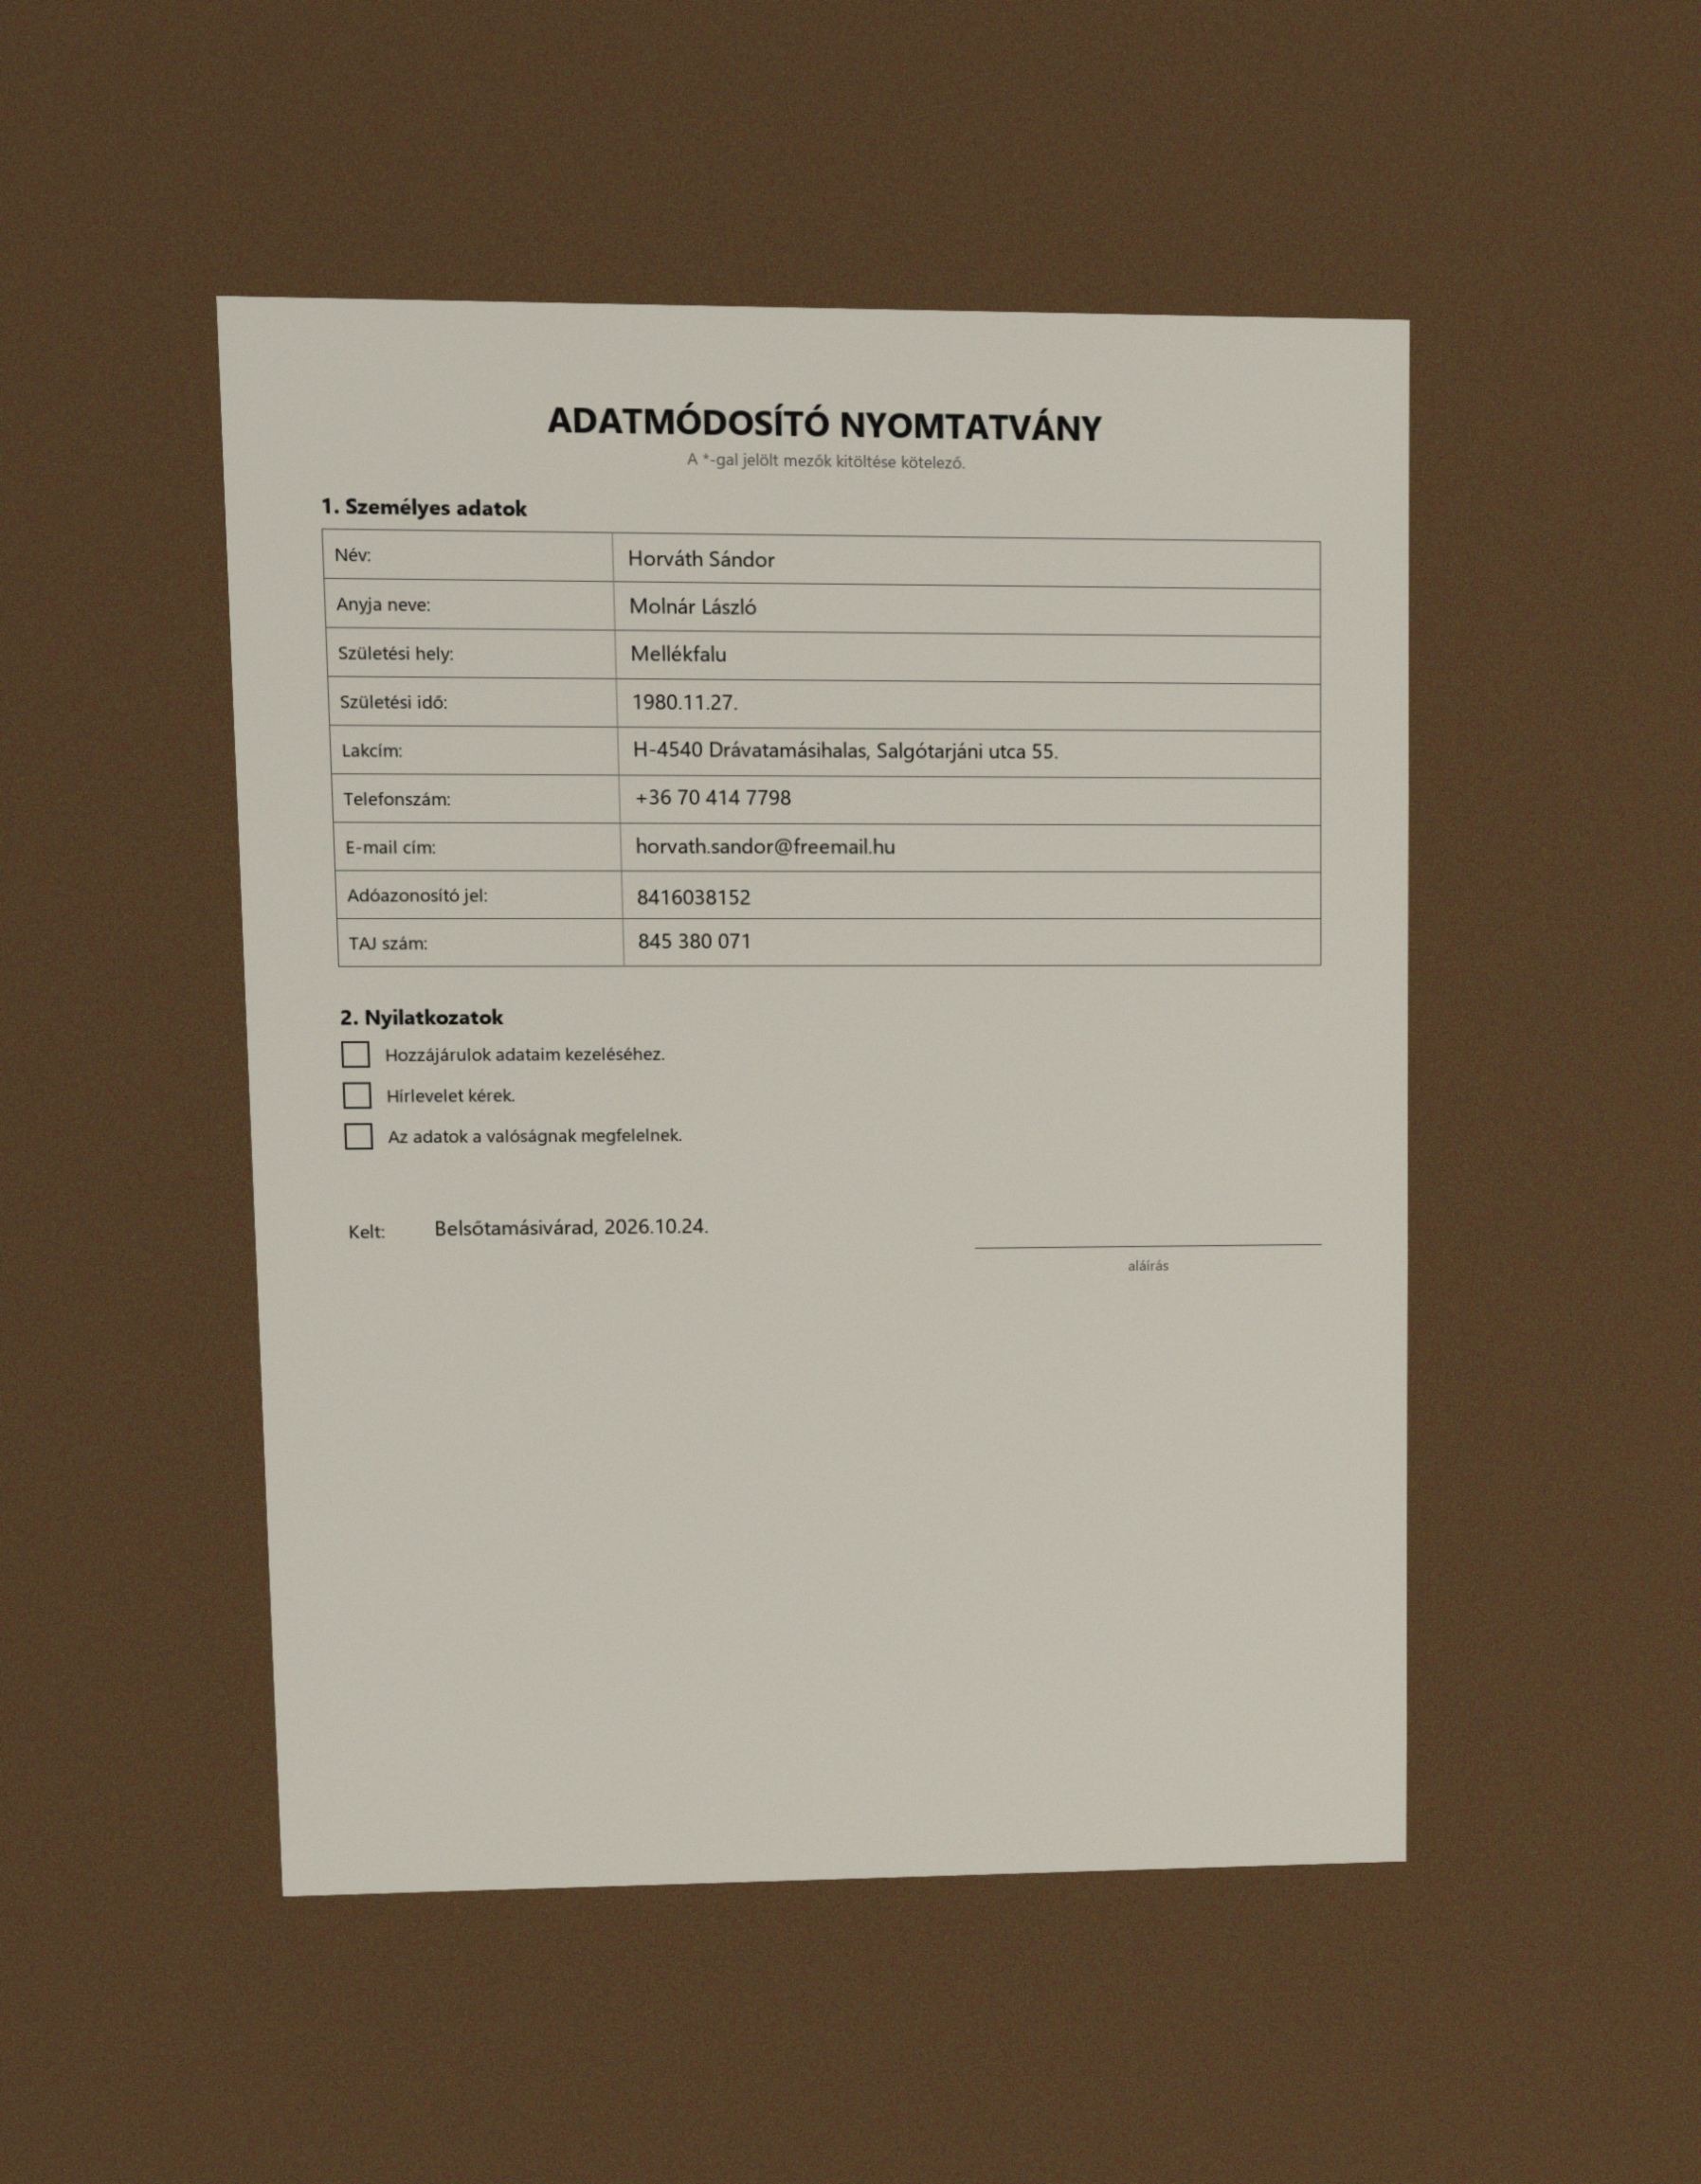 ADATMÓDOSÍTÓ NYOMTATVÁNY
A *-gal jelölt mezők kitöltése kötelező.
1. Személyes adatok
Név: Horváth Sándor
Anyja neve: Molnár László
Születési hely: Mellékfalu
Születési idő: 1980.11.27.
Lakcím: H-4540 Drávatamásihalas, Salgótarjáni utca 55.
Telefonszám: +36 70 414 7798
E-mail cím: horvath.sandor@freemail.hu
Adóazonosító jel: 8416038152
TAJ szám: 845 380 071
2. Nyilatkozatok
Hozzájárulok adataim kezeléséhez.
Hírlevelet kérek.
Az adatok a valóságnak megfelelnek.
Kelt: Belsőtamásivárad, 2026.10.24.
aláírás